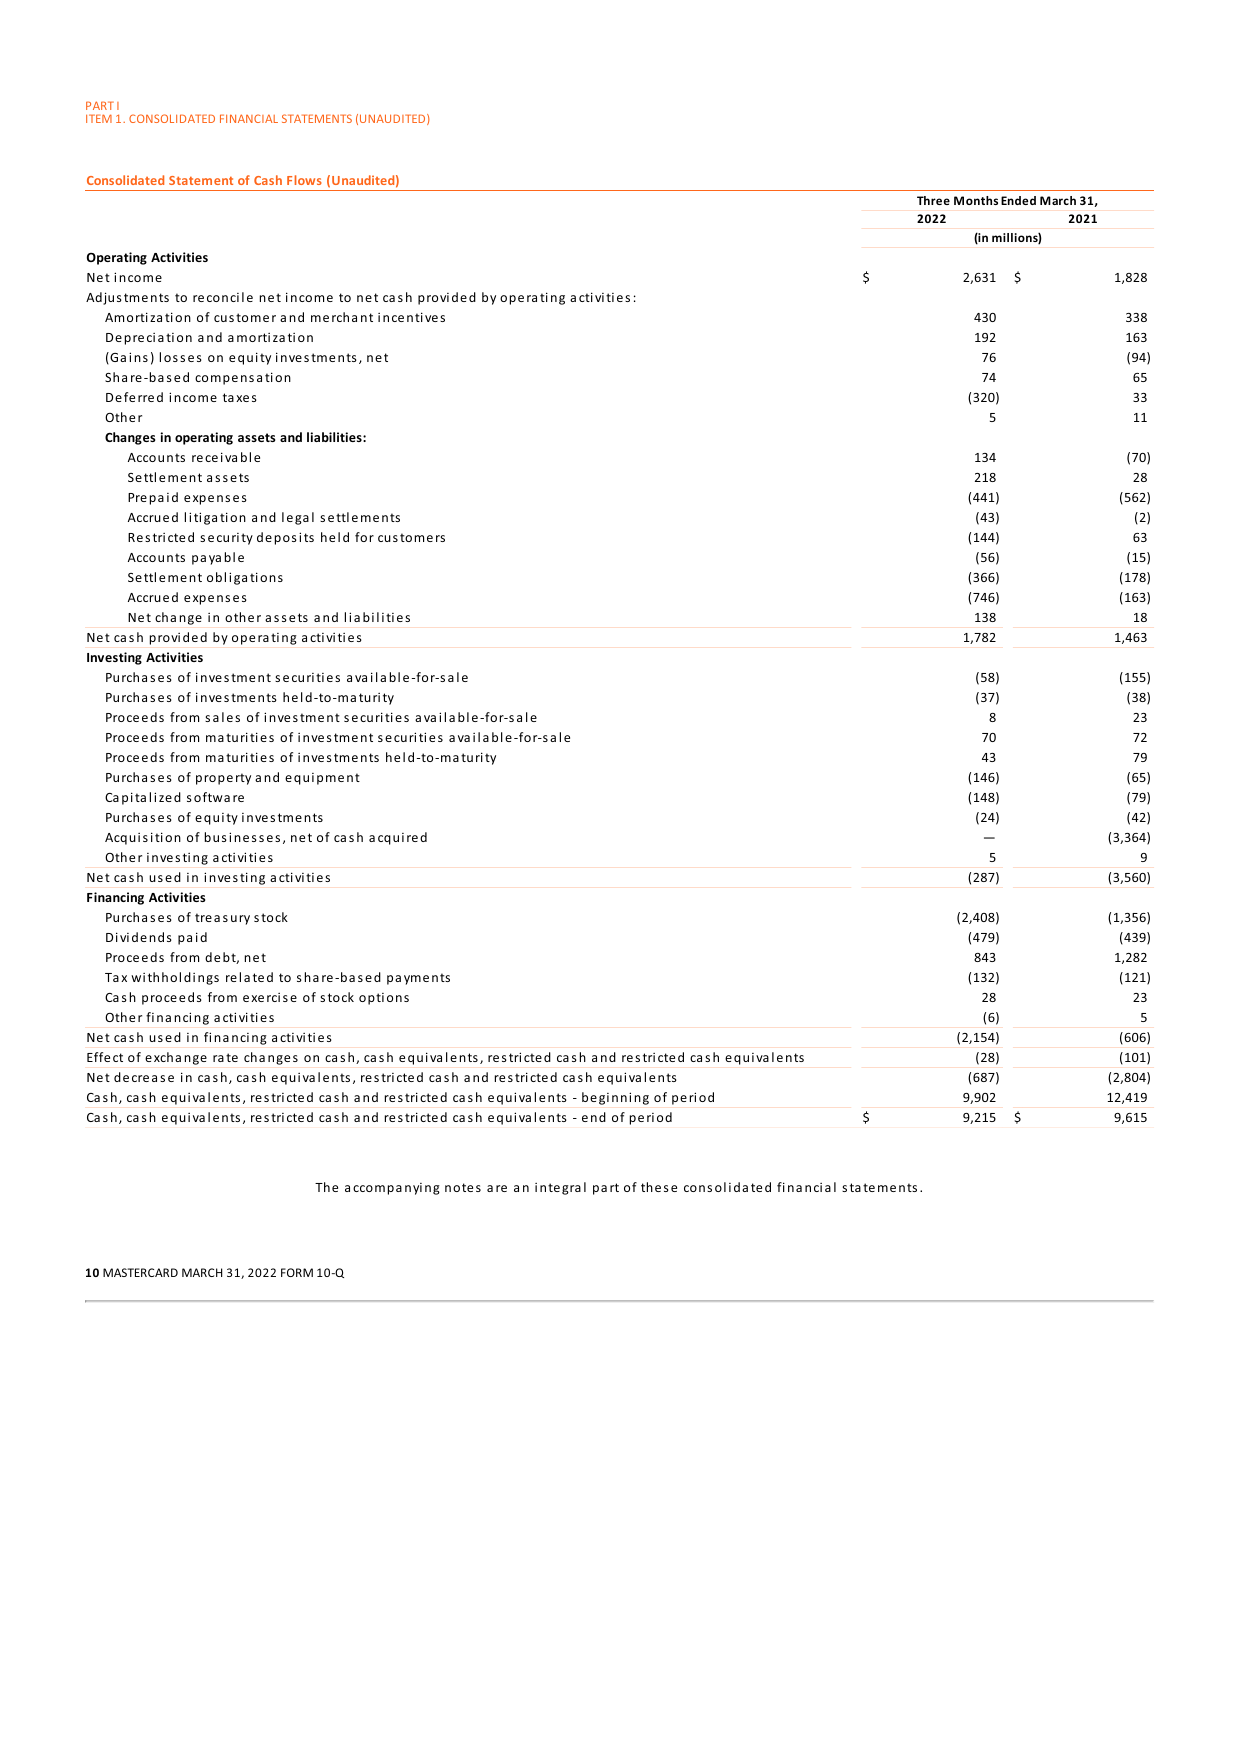 PART I
ITEM 1. CONSOLIDATED FINANCIAL STATEMENTS (UNAUDITED)
Consolidated Statement of Cash Flows (Unaudited)
Three Months Ended March 31,
2022 2021
(in millions)
Operating Activities
Net income $ 2,631 $ 1,828
Adjustments to reconcile net income to net cash provided by operating activities:
Amortization of customer and merchant incentives 430 338
Depreciation and amortization 192 163
(Gains) losses on equity investments, net 76 (94)
Share-based compensation 74 65
Deferred income taxes (320) 33
Other 5 11
Changes in operating assets and liabilities:
Accounts receivable 134 (70)
Settlement assets 218 28
Prepaid expenses (441) (562)
Accrued litigation and legal settlements (43) (2)
Restricted security deposits held for customers (144) 63
Accounts payable (56) (15)
Settlement obligations (366) (178)
Accrued expenses (746) (163)
Net change in other assets and liabilities 138 18
Net cash provided by operating activities 1,782 1,463
Investing Activities
Purchases of investment securities available-for-sale (58) (155)
Purchases of investments held-to-maturity (37) (38)
Proceeds from sales of investment securities available-for-sale 8 23
Proceeds from maturities of investment securities available-for-sale 70 72
Proceeds from maturities of investments held-to-maturity 43 79
Purchases of property and equipment (146) (65)
Capitalized software (148) (79)
Purchases of equity investments (24) (42)
Acquisition of businesses, net of cash acquired — (3,364)
Other investing activities 5 9
Net cash used in investing activities (287) (3,560)
Financing Activities
Purchases of treasury stock (2,408) (1,356)
Dividends paid (479) (439)
Proceeds from debt, net 843 1,282
Tax withholdings related to share-based payments (132) (121)
Cash proceeds from exercise of stock options 28 23
Other financing activities (6) 5
Net cash used in financing activities (2,154) (606)
Effect of exchange rate changes on cash, cash equivalents, restricted cash and restricted cash equivalents (28) (101)
Net decrease in cash, cash equivalents, restricted cash and restricted cash equivalents (687) (2,804)
Cash, cash equivalents, restricted cash and restricted cash equivalents - beginning of period 9,902 12,419
Cash, cash equivalents, restricted cash and restricted cash equivalents - end of period $ 9,215 $ 9,615
The accompanying notes are an integral part of these consolidated financial statements.
10 MASTERCARD MARCH 31, 2022 FORM 10-Q